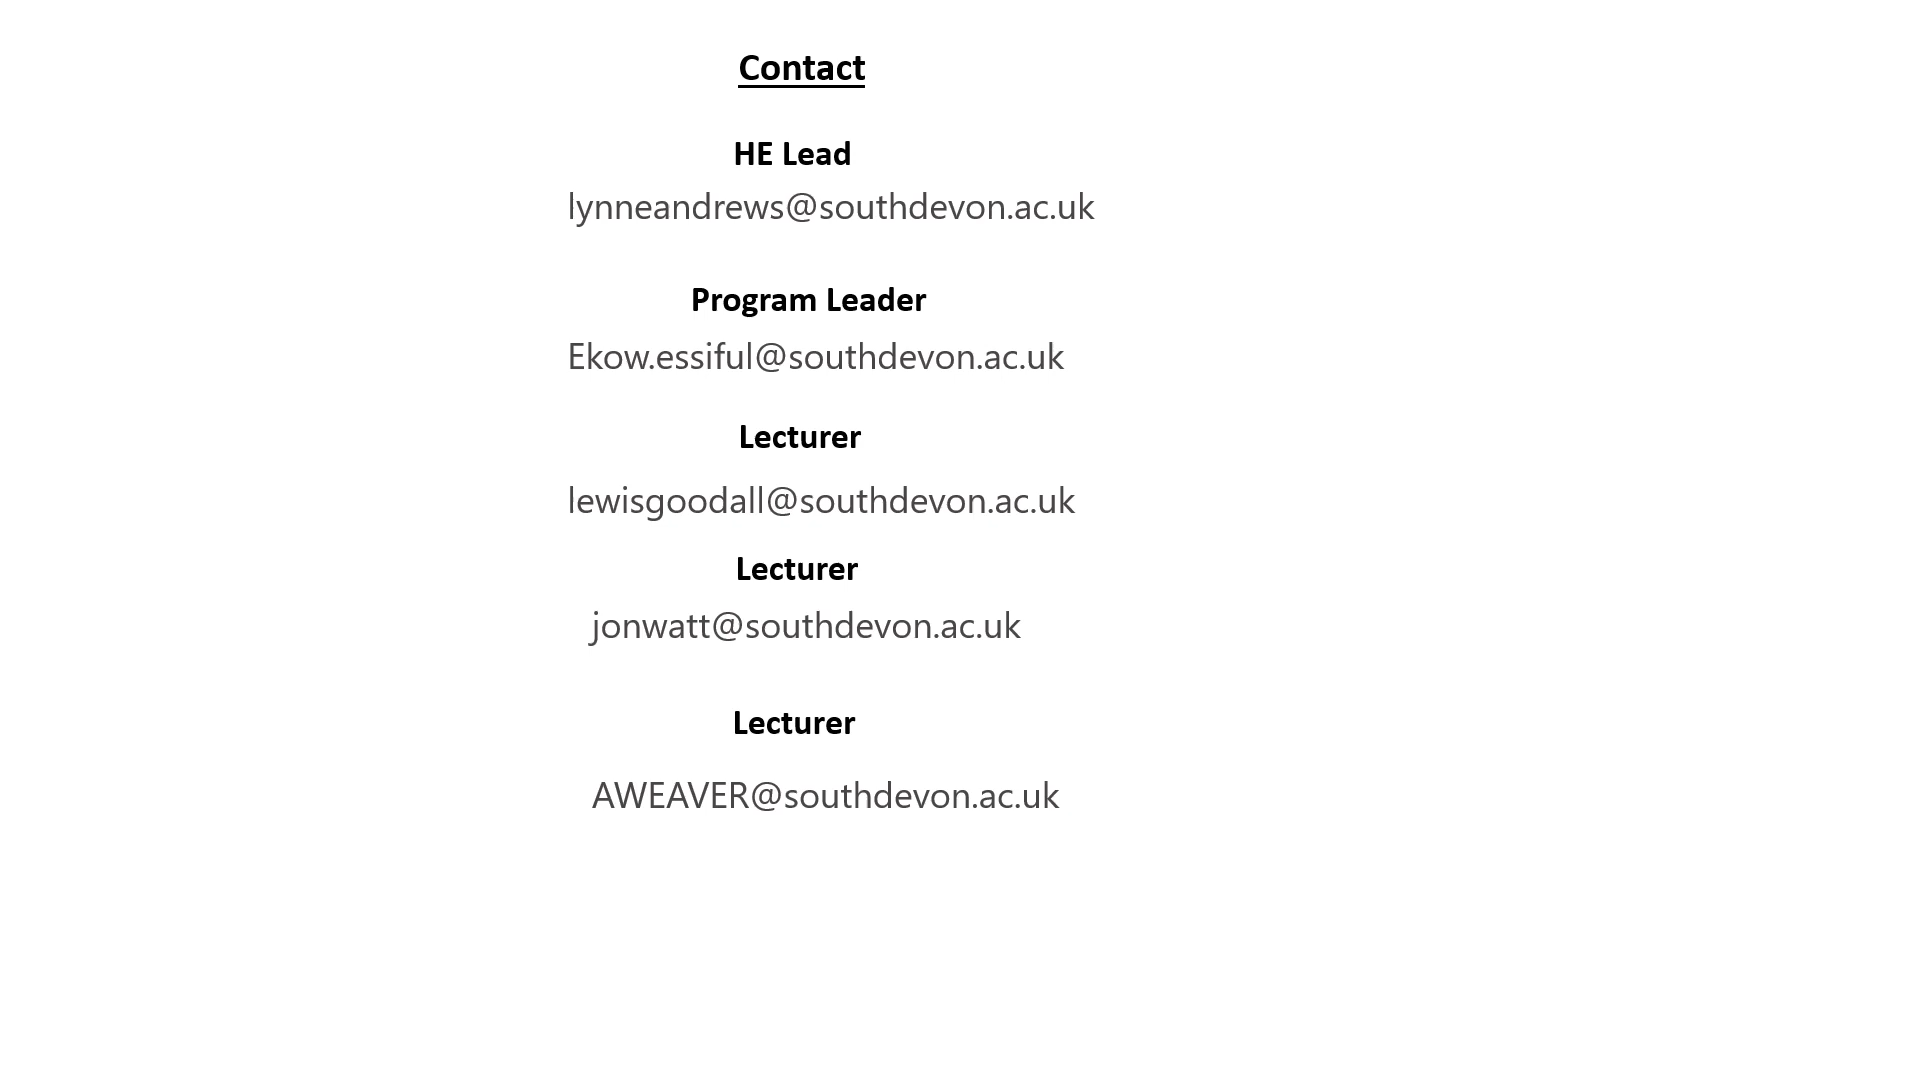 Contact
HE Lead
lynneandrews@southdevon.ac.uk
Program Leader
Ekow.essiful@southdevon.ac.uk
Lecturer
lewisgoodall@southdevon.ac.uk
Lecturer
jonwatt@southdevon.ac.uk
Lecturer
AWEAVER@southdevon.ac.uk